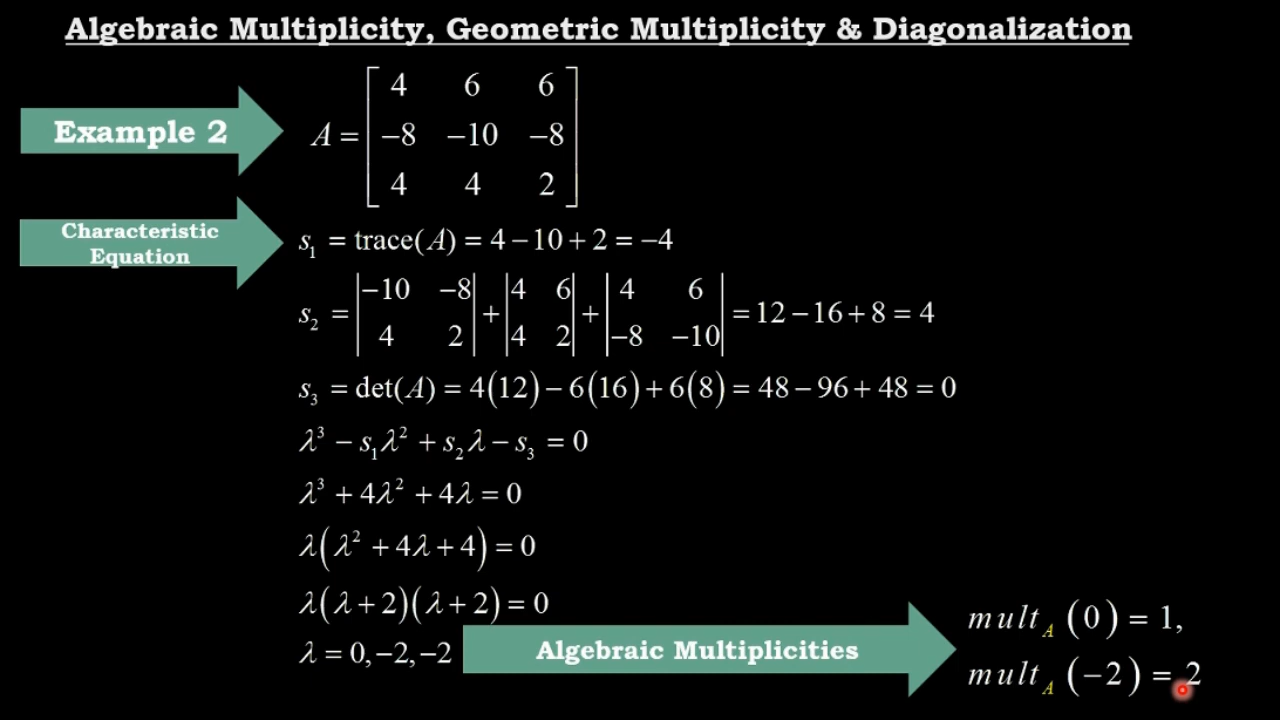 Algebraic Multiplicity, Geometric Multiplicity & Diagonalization
Example 2
A = [ 4 6 6
−8 −10 −8
4 4 2 ]
Characteristic
Equation
s₁ = trace(A) = 4 − 10 + 2 = −4
s₂ = |−10 −8; 4 2| + |4 6; 4 2| + |4 6; −8 −10| = 12 − 16 + 8 = 4
s₃ = det(A) = 4(12) − 6(16) + 6(8) = 48 − 96 + 48 = 0
λ³ − s₁λ² + s₂λ − s₃ = 0
λ³ + 4λ² + 4λ = 0
λ(λ² + 4λ + 4) = 0
λ(λ + 2)(λ + 2) = 0
λ = 0, −2, −2
Algebraic Multiplicities
mult_A (0) = 1,
mult_A (−2) = 2